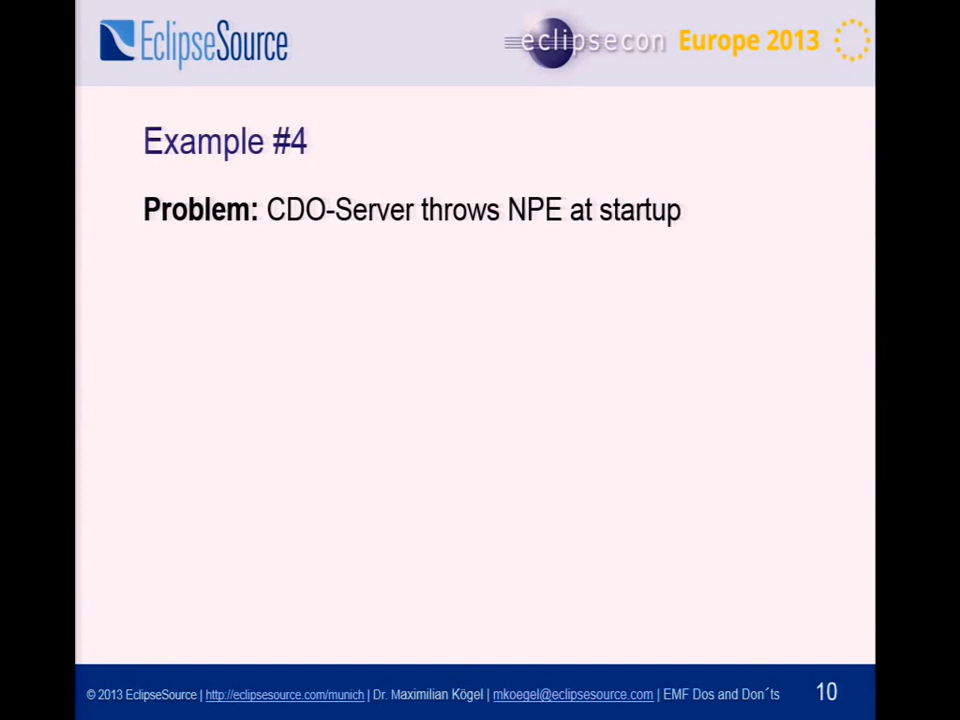 EclipseSource
eclipsecon Europe 2013
Example #4
Problem: CDO-Server throws NPE at startup
© 2013 EclipseSource | http://eclipsesource.com/munich | Dr. Maximilian Kögel | mkoegel@eclipsesource.com | EMF Dos and Don´ts 10